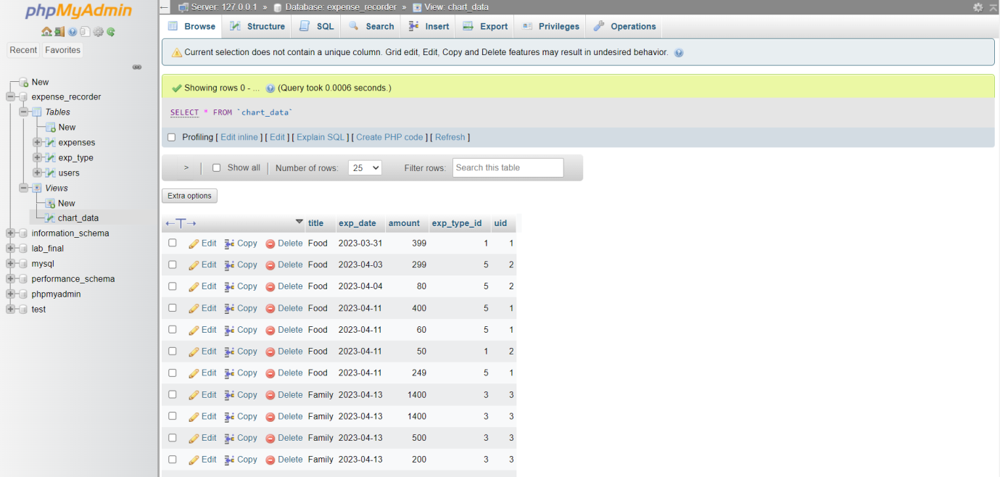 phpMyAdmin
Recent Favorites
New
expense_recorder
Tables
New
expenses
exp_type
users
Views
New
chart_data
information_schema
lab_final
mysql
performance_schema
phpmyadmin
test
Server: 127.0.0.1 » Database: expense_recorder » View: chart_data
Browse Structure SQL Search Insert Export Privileges Operations
Current selection does not contain a unique column. Grid edit, Edit, Copy and Delete features may result in undesired behavior.
Showing rows 0 - ... (Query took 0.0006 seconds.)
SELECT * FROM `chart_data`
Profiling [ Edit inline ] [ Edit ] [ Explain SQL ] [ Create PHP code ] [ Refresh ]
> Show all Number of rows: 25 Filter rows: Search this table
Extra options
←T→ title exp_date amount exp_type_id uid
Edit Copy Delete Food 2023-03-31 399 1 1
Edit Copy Delete Food 2023-04-03 299 5 2
Edit Copy Delete Food 2023-04-04 80 5 2
Edit Copy Delete Food 2023-04-11 400 5 1
Edit Copy Delete Food 2023-04-11 60 5 1
Edit Copy Delete Food 2023-04-11 50 1 2
Edit Copy Delete Food 2023-04-11 249 5 1
Edit Copy Delete Family 2023-04-13 1400 3 3
Edit Copy Delete Family 2023-04-13 1400 3 3
Edit Copy Delete Family 2023-04-13 500 3 3
Edit Copy Delete Family 2023-04-13 200 3 3